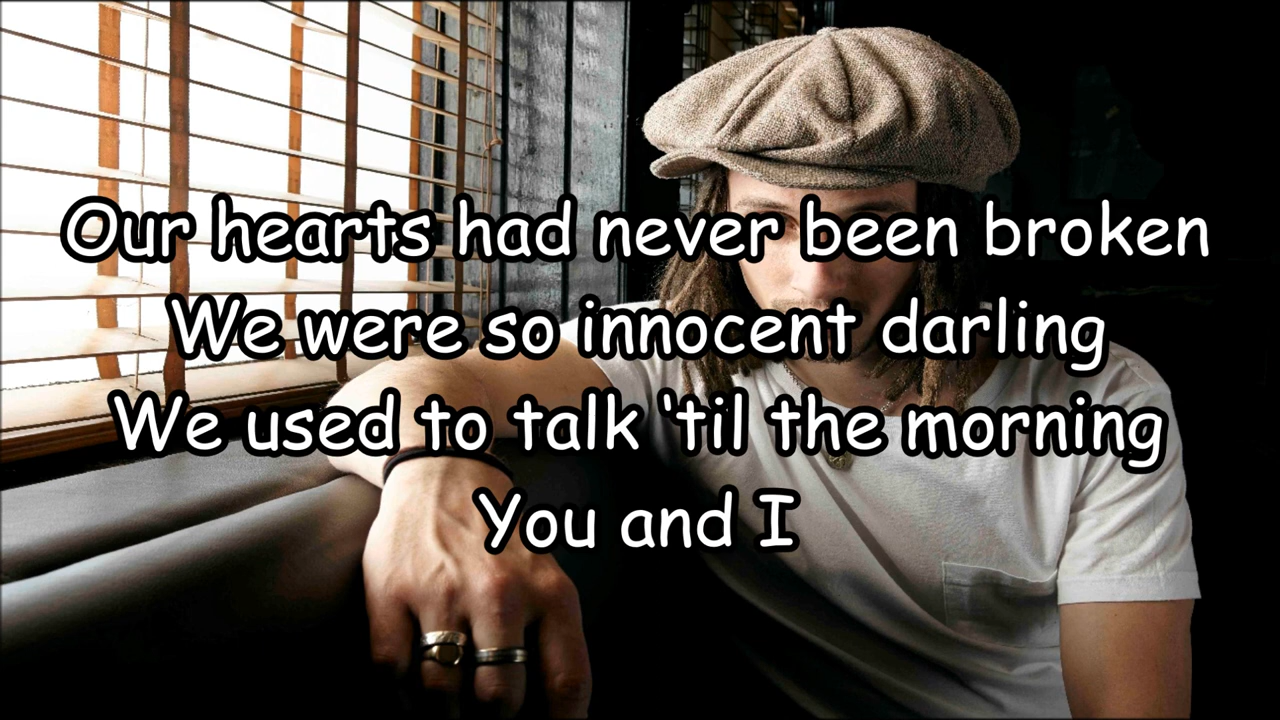 Our hearts had never been broken
We were so innocent darling
We used to talk ‘til the morning
You and I